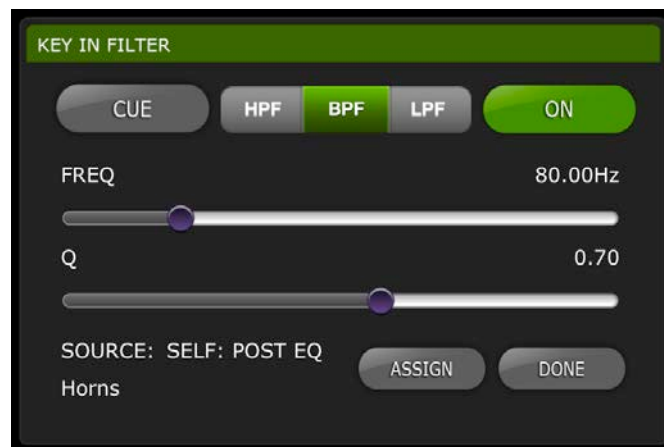 KEY IN FILTER
CUE HPF BPF LPF ON
FREQ 80.00Hz
Q 0.70
SOURCE: SELF: POST EQ
Horns
ASSIGN DONE